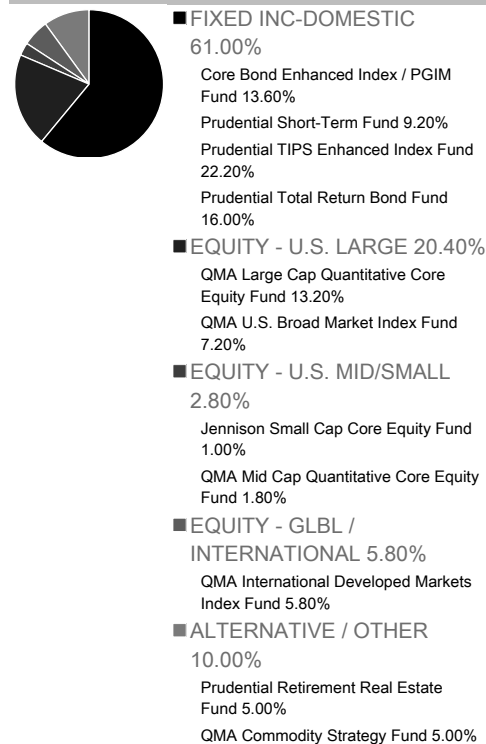 FIXED INC-DOMESTIC
61.00%
Core Bond Enhanced Index / PGIM
Fund 13.60%
Prudential Short-Term Fund 9.20%
Prudential TIPS Enhanced Index Fund
22.20%
Prudential Total Return Bond Fund
16.00%
EQUITY - U.S. LARGE 20.40%
QMA Large Cap Quantitative Core
Equity Fund 13.20%
QMA U.S. Broad Market Index Fund
7.20%
EQUITY - U.S. MID/SMALL
2.80%
Jennison Small Cap Core Equity Fund
1.00%
QMA Mid Cap Quantitative Core Equity
Fund 1.80%
EQUITY - GLBL /
INTERNATIONAL 5.80%
QMA International Developed Markets
Index Fund 5.80%
ALTERNATIVE / OTHER
10.00%
Prudential Retirement Real Estate
Fund 5.00%
QMA Commodity Strategy Fund 5.00%